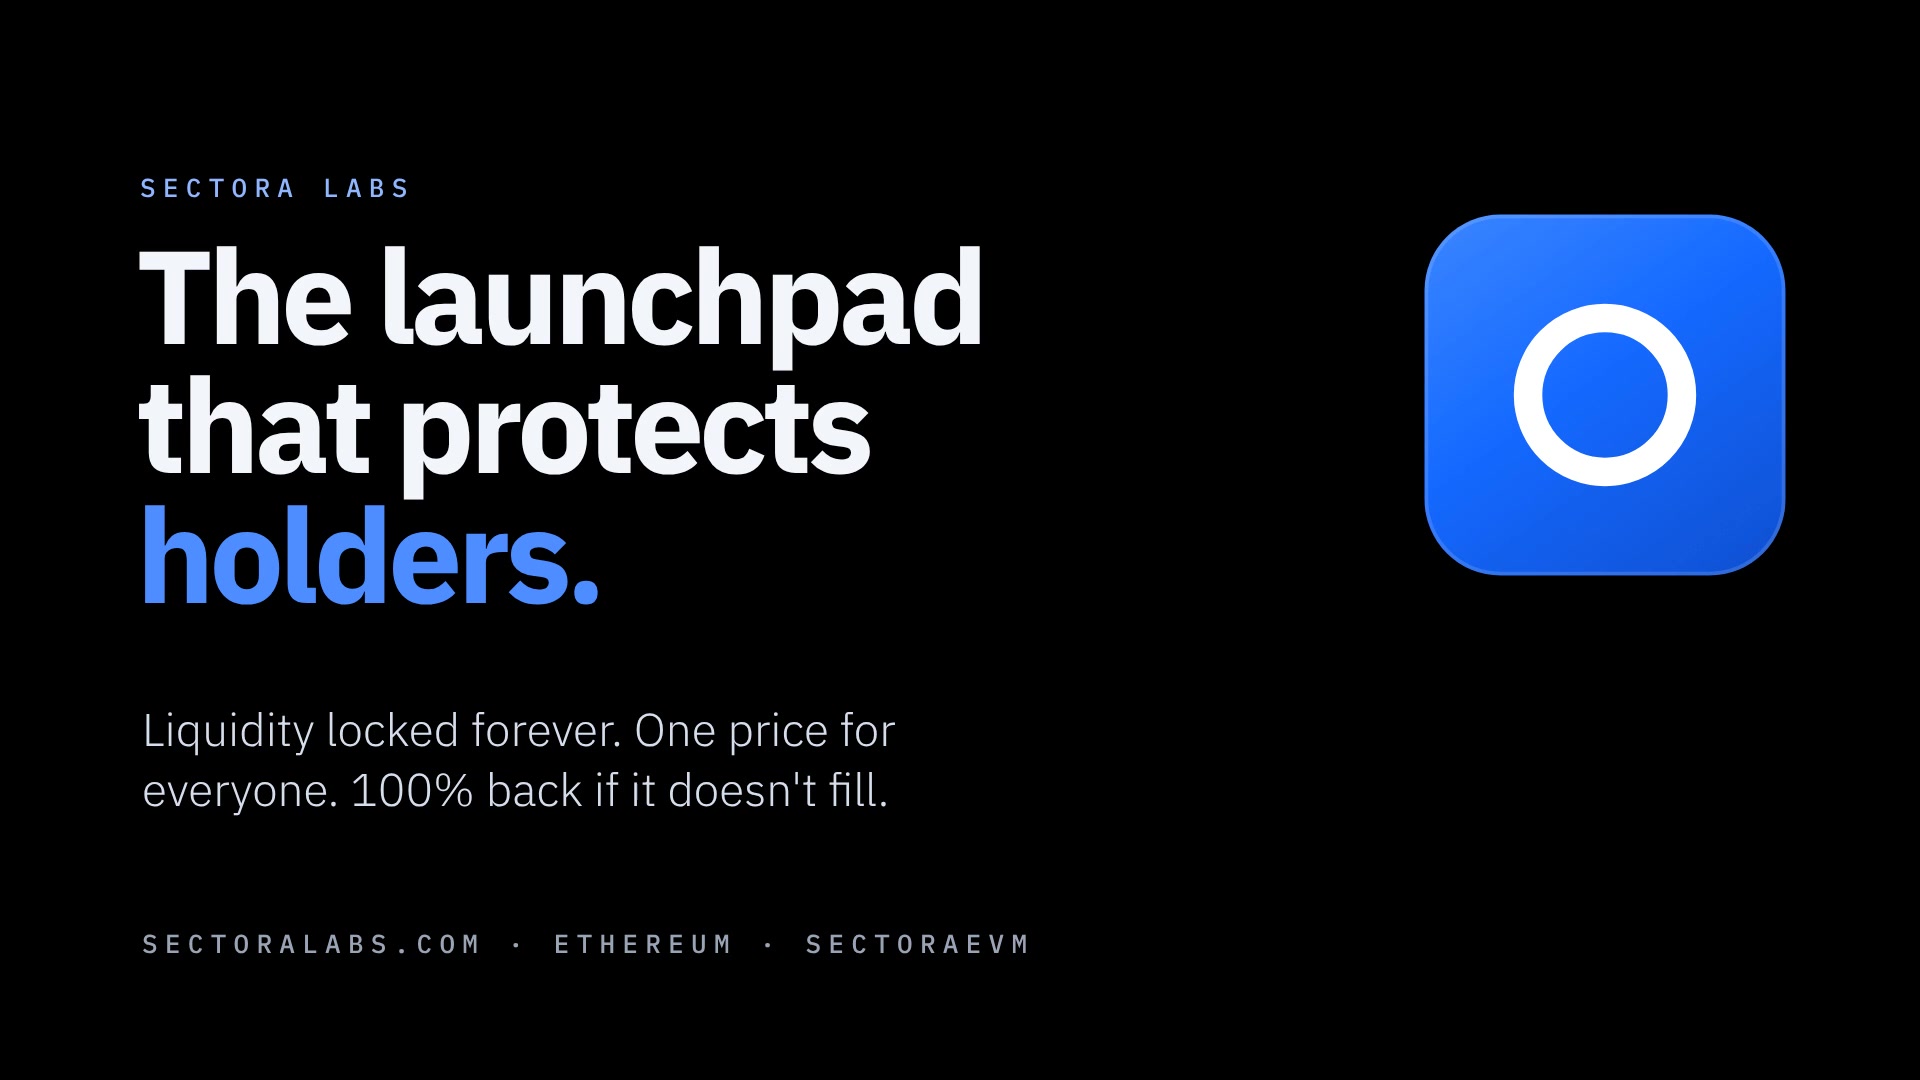 SECTORA LABS
The launchpad
that protects
holders.
Liquidity locked forever. One price for
everyone. 100% back if it doesn't fill.
SECTORALABS.COM · ETHEREUM · SECTORAEVM